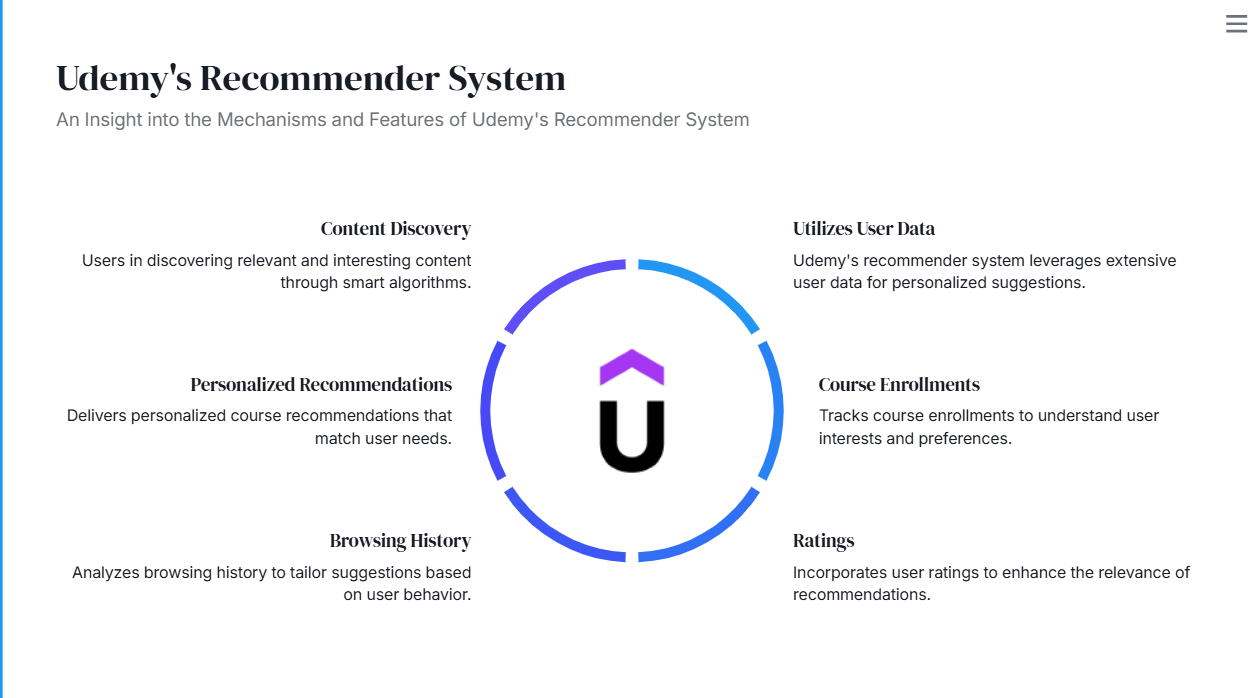 Udemy's Recommender System
An Insight into the Mechanisms and Features of Udemy's Recommender System
Content Discovery
Users in discovering relevant and interesting content
through smart algorithms.
Utilizes User Data
Udemy's recommender system leverages extensive
user data for personalized suggestions.
Personalized Recommendations
Delivers personalized course recommendations that
match user needs.
Course Enrollments
Tracks course enrollments to understand user
interests and preferences.
Browsing History
Analyzes browsing history to tailor suggestions based
on user behavior.
Ratings
Incorporates user ratings to enhance the relevance of
recommendations.